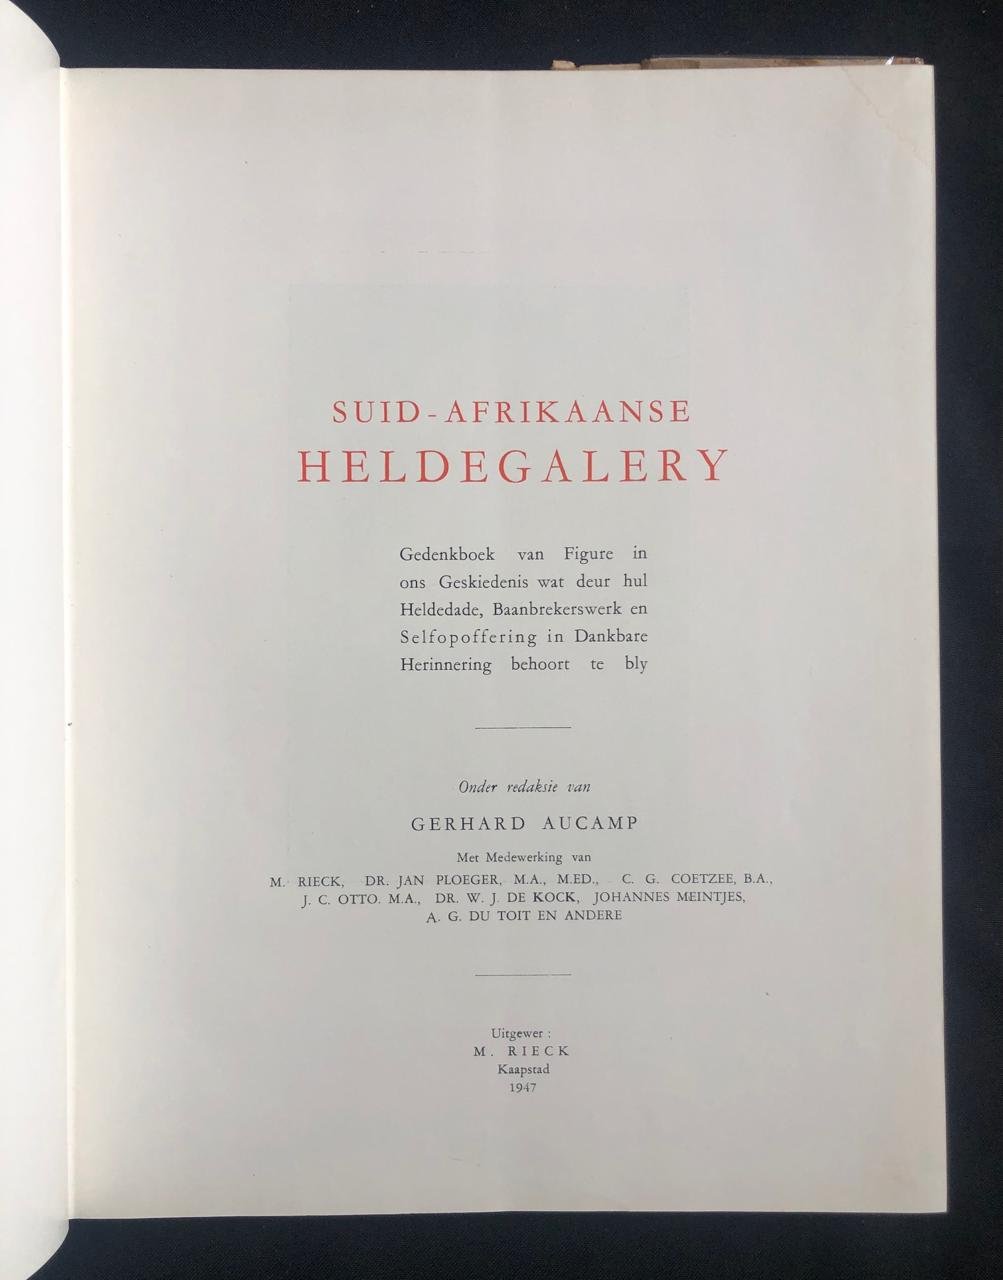 SUID-AFRIKAANSE
HELDEGALERY
Gedenkboek van Figure in
ons Geskiedenis wat deur hul
Heldedade, Baanbrekerswerk en
Selfopoffering in Dankbare
Herinnering behoort te bly
Onder redaksie van
GERHARD AUCAMP
Met Medewerking van
M. RIECK, DR. JAN PLOEGER, M.A., M.ED., C. G. COETZEE, B.A.,
J. C. OTTO. M.A., DR. W. J. DE KOCK, JOHANNES MEINTJES,
A. G. DU TOIT EN ANDERE
Uitgewer :
M. RIECK
Kaapstad
1947